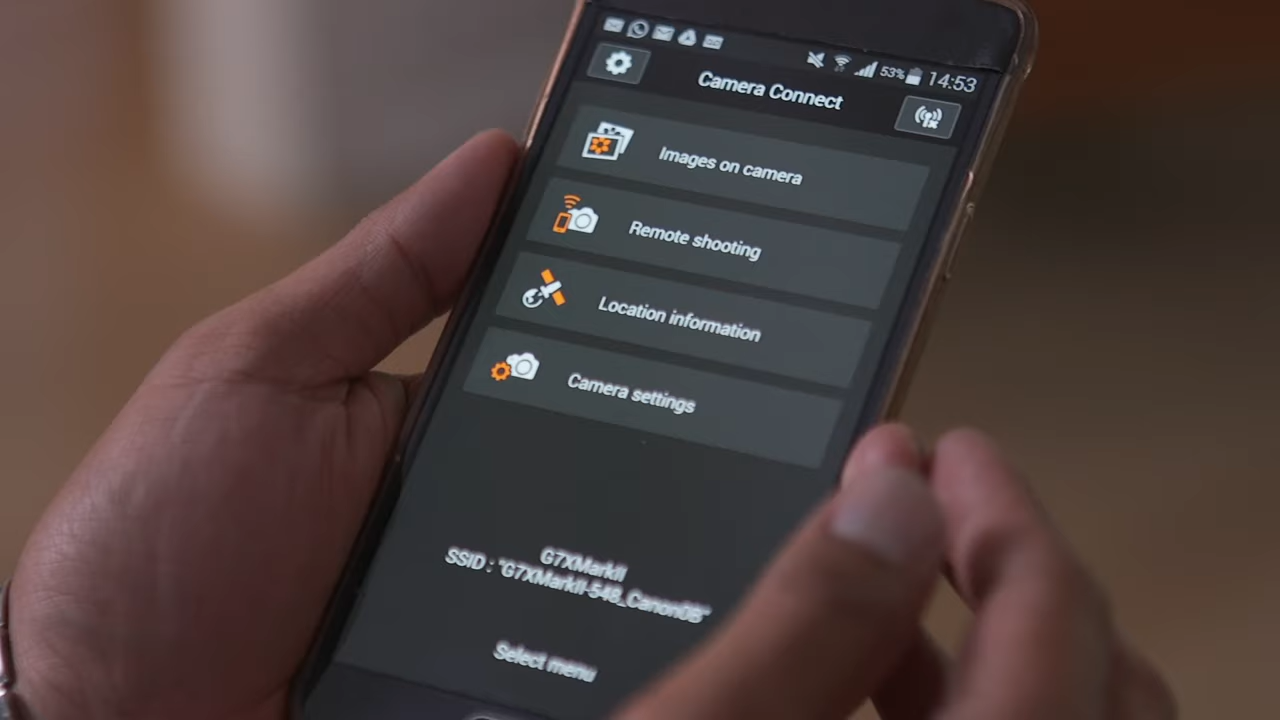 53% 14:53
Camera Connect
Images on camera
Remote shooting
Location information
Camera settings
G7XMarkII
SSID : "G7XMarkII-548_Canon0B"
Select menu